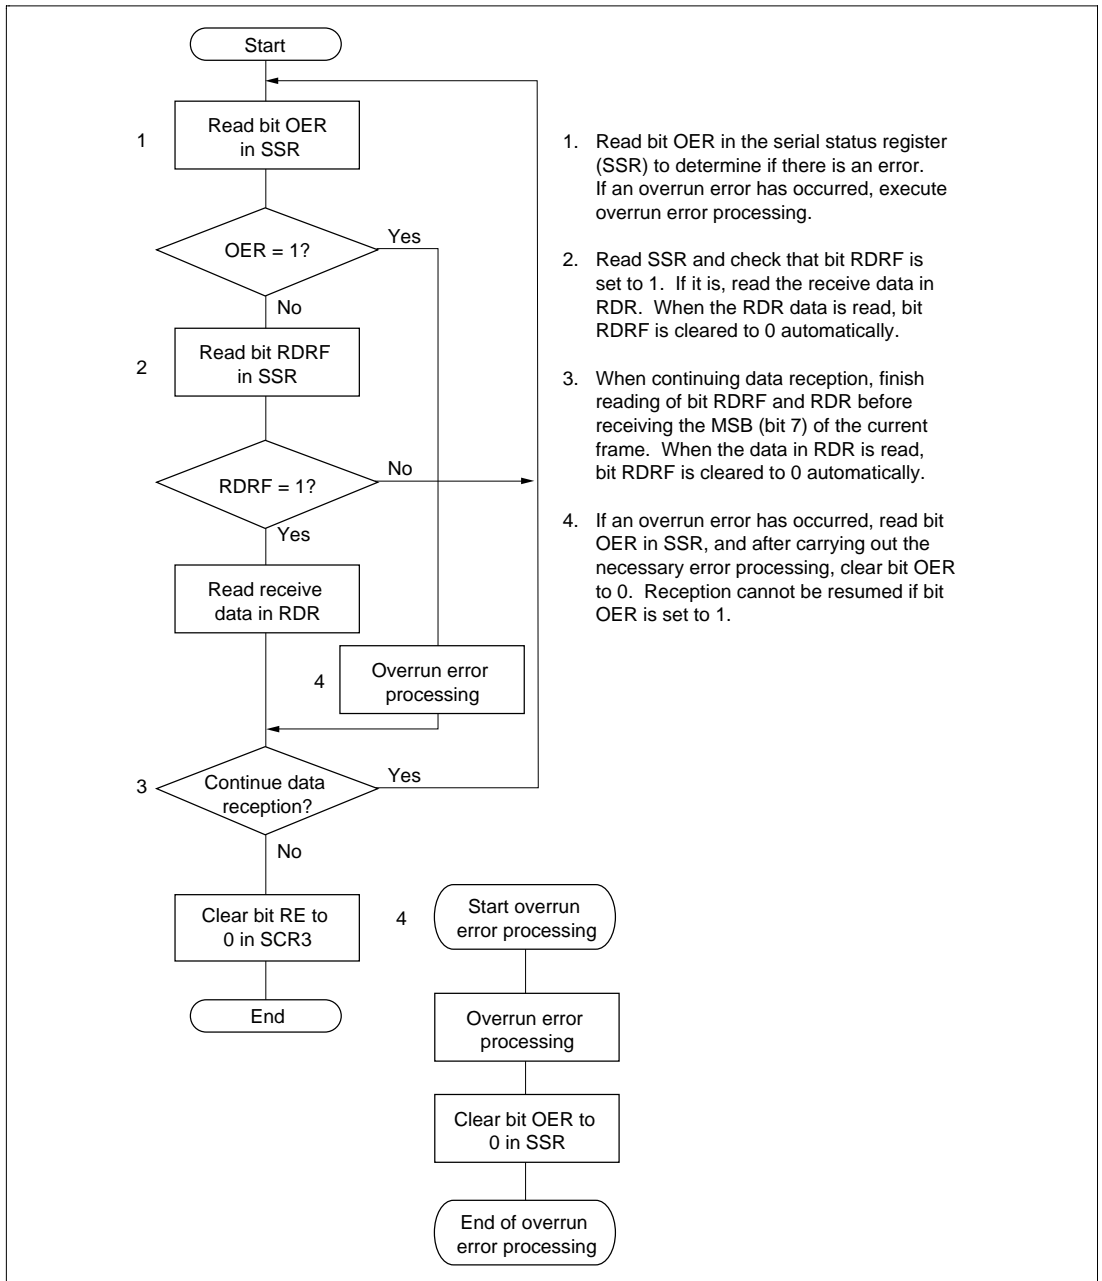 Start
1
Read bit OER
in SSR
OER = 1?
Yes
No
2
Read bit RDRF
in SSR
RDRF = 1?
No
Yes
Read receive
data in RDR
4
Overrun error
processing
3
Continue data
reception?
Yes
No
Clear bit RE to
0 in SCR3
End
4
Start overrun
error processing
Overrun error
processing
Clear bit OER to
0 in SSR
End of overrun
error processing
1. Read bit OER in the serial status register
(SSR) to determine if there is an error.
If an overrun error has occurred, execute
overrun error processing.
2. Read SSR and check that bit RDRF is
set to 1. If it is, read the receive data in
RDR. When the RDR data is read, bit
RDRF is cleared to 0 automatically.
3. When continuing data reception, finish
reading of bit RDRF and RDR before
receiving the MSB (bit 7) of the current
frame. When the data in RDR is read,
bit RDRF is cleared to 0 automatically.
4. If an overrun error has occurred, read bit
OER in SSR, and after carrying out the
necessary error processing, clear bit OER
to 0. Reception cannot be resumed if bit
OER is set to 1.